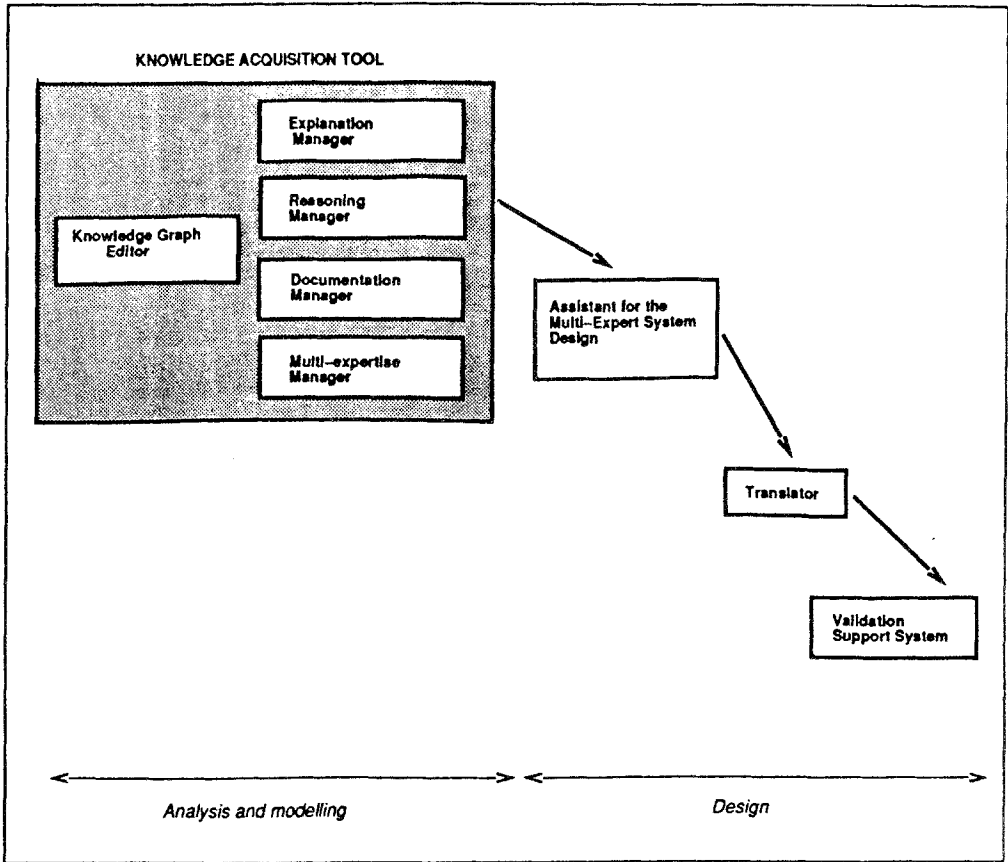 KNOWLEDGE ACQUISITION TOOL
Explanation
Manager
Reasoning
Manager
Knowledge Graph
Editor
Documentation
Manager
Multi-expertise
Manager
Assistant for the
Multi-Expert System
Design
Translator
Validation
Support System
Analysis and modelling
Design